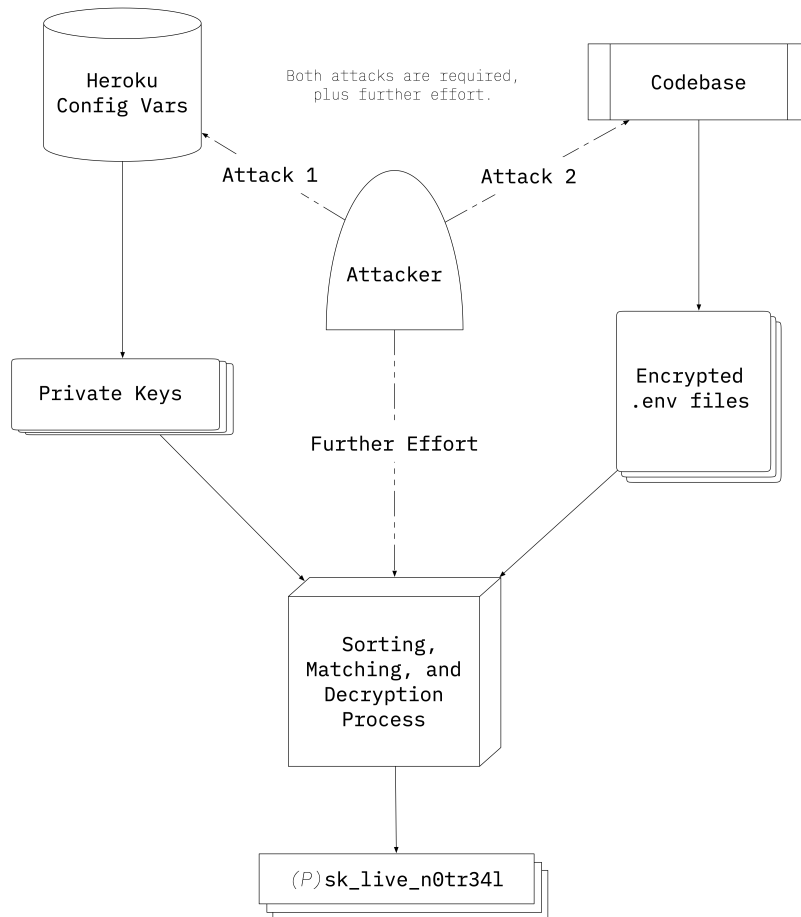 Heroku
Config Vars
Both attacks are required,
plus further effort.
Codebase
Attack 1
Attack 2
Attacker
Private Keys
Encrypted
.env files
Further Effort
Sorting,
Matching, and
Decryption
Process
(P)sk_live_n0tr34l